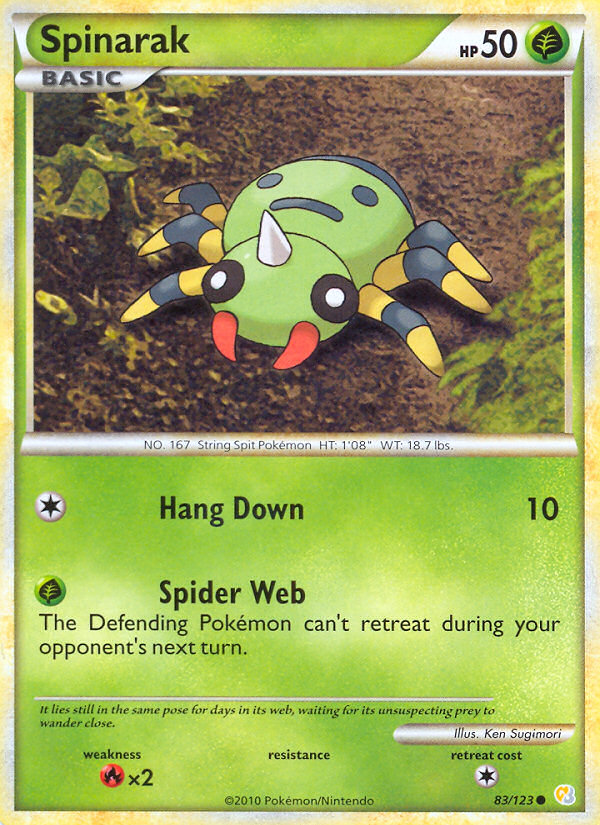 Spinarak
HP 50
BASIC
NO. 167 String Spit Pokémon HT: 1'08" WT: 18.7 lbs.
Hang Down 10
Spider Web
The Defending Pokémon can't retreat during your
opponent's next turn.
It lies still in the same pose for days in its web, waiting for its unsuspecting prey to
wander close.
Illus. Ken Sugimori
weakness resistance retreat cost
×2
©2010 Pokémon/Nintendo 83/123